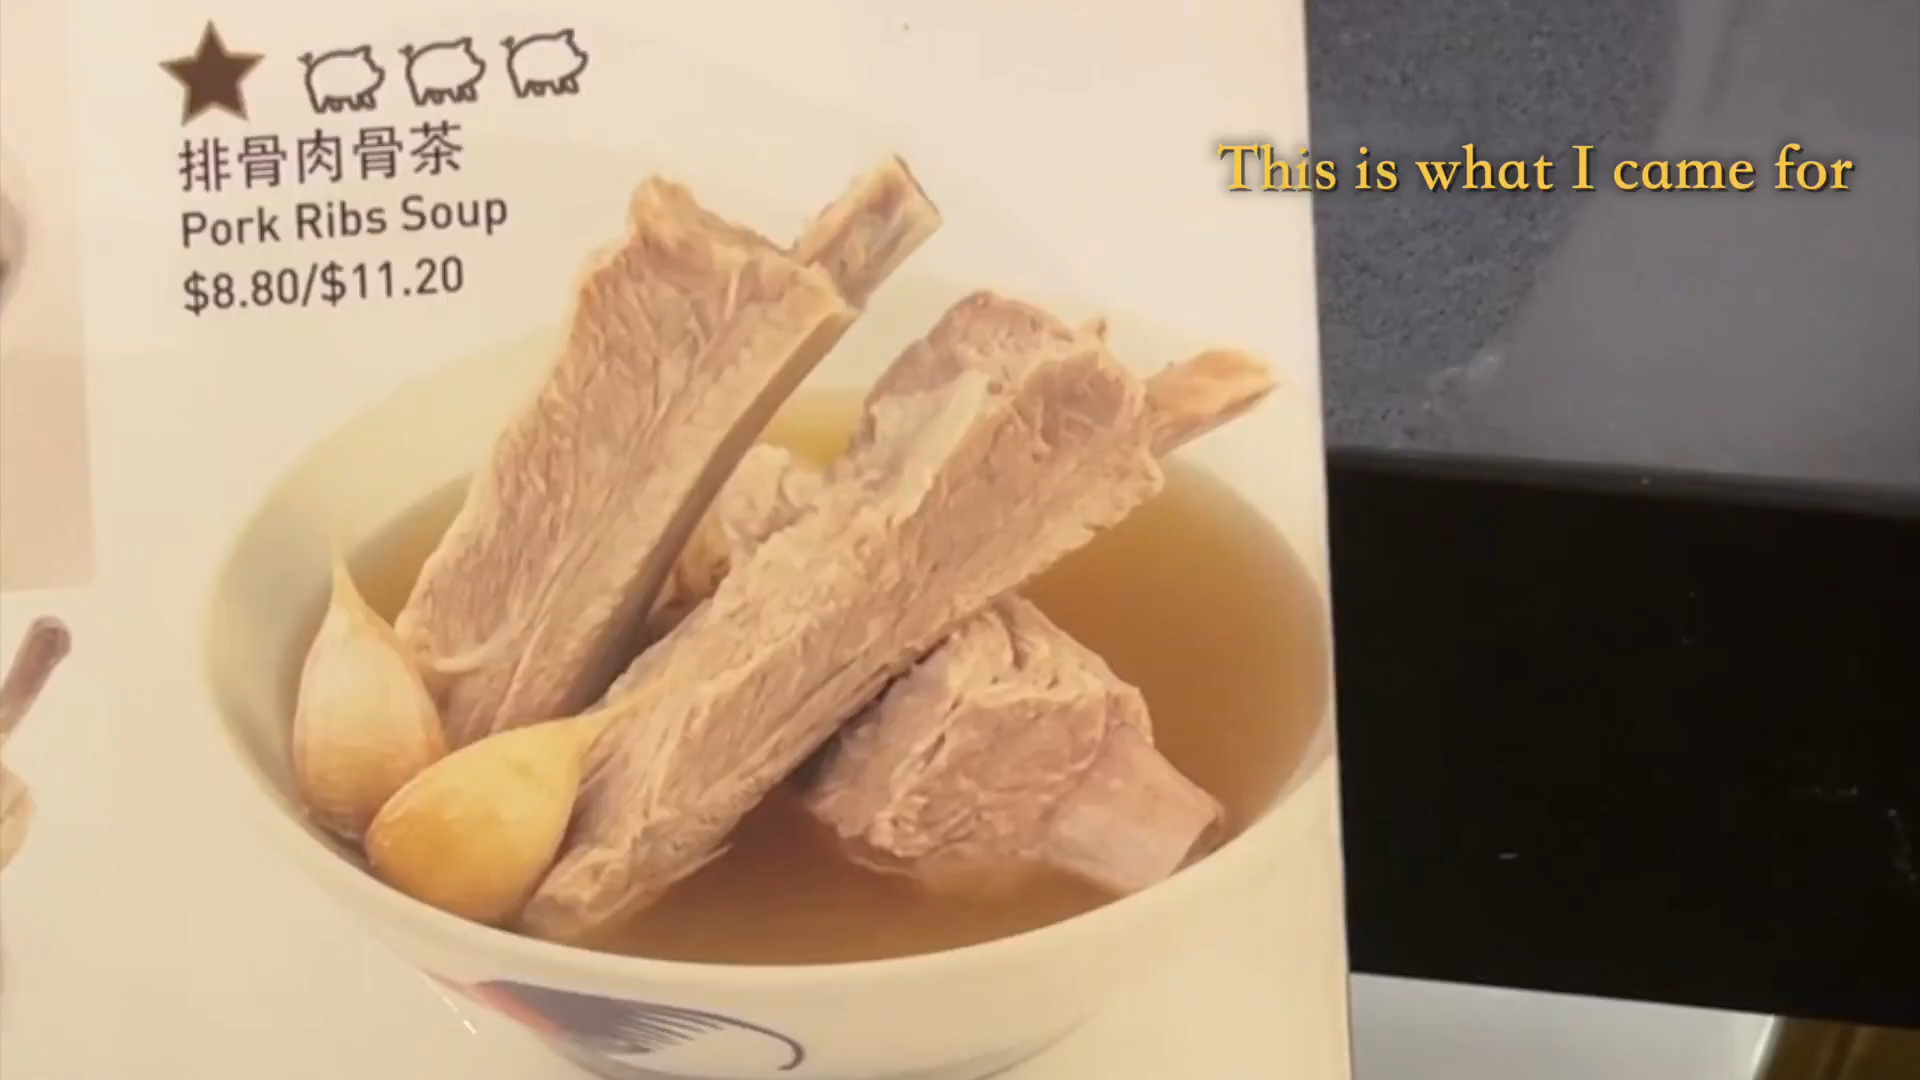 排骨肉骨茶
Pork Ribs Soup
$8.80/$11.20
This is what I came for